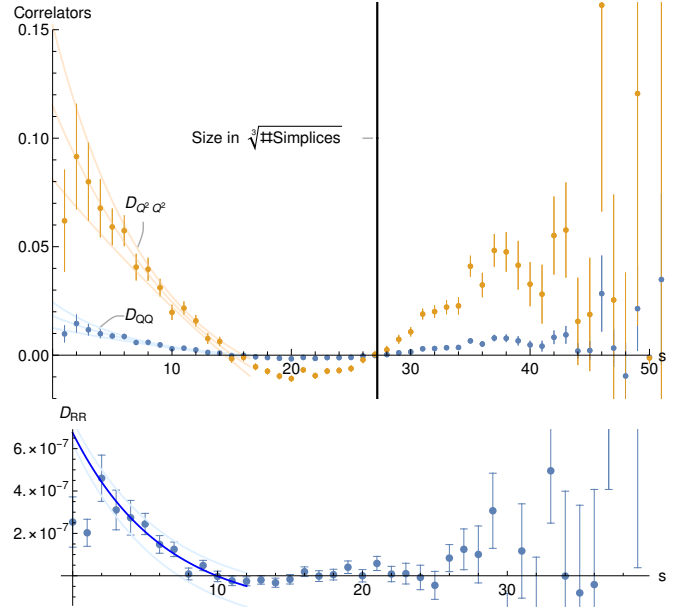 Correlators
0.15
0.10
Size in ∛#Simplices
D_{Q² Q²}
0.05
D_{QQ}
0.00
10
20
30
40
50
s
D_{RR}
6.×10⁻⁷
4.×10⁻⁷
2.×10⁻⁷
10
20
30
s